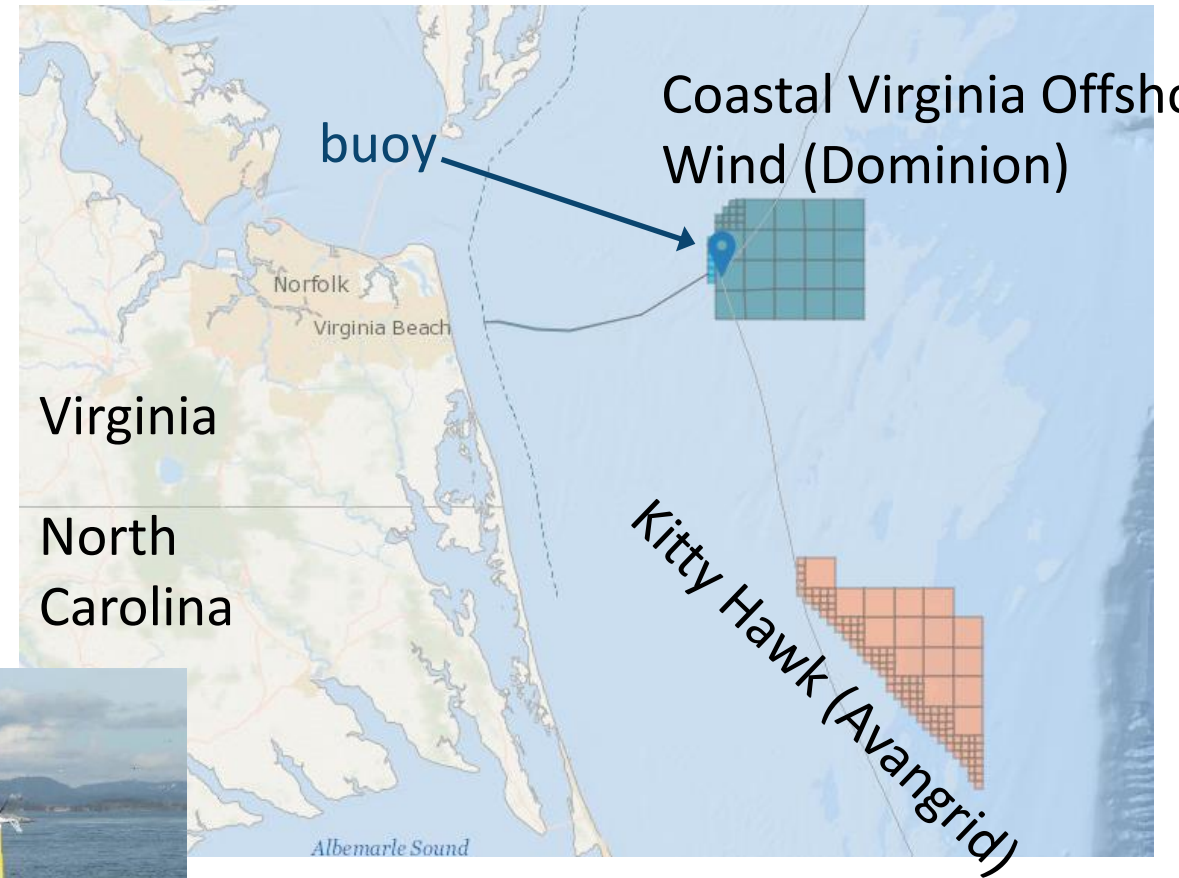 Coastal Virginia Offsho
Wind (Dominion)
buoy
Norfolk
Virginia Beach
Virginia
North
Carolina
Kitty Hawk (Avangrid)
Albemarle Sound